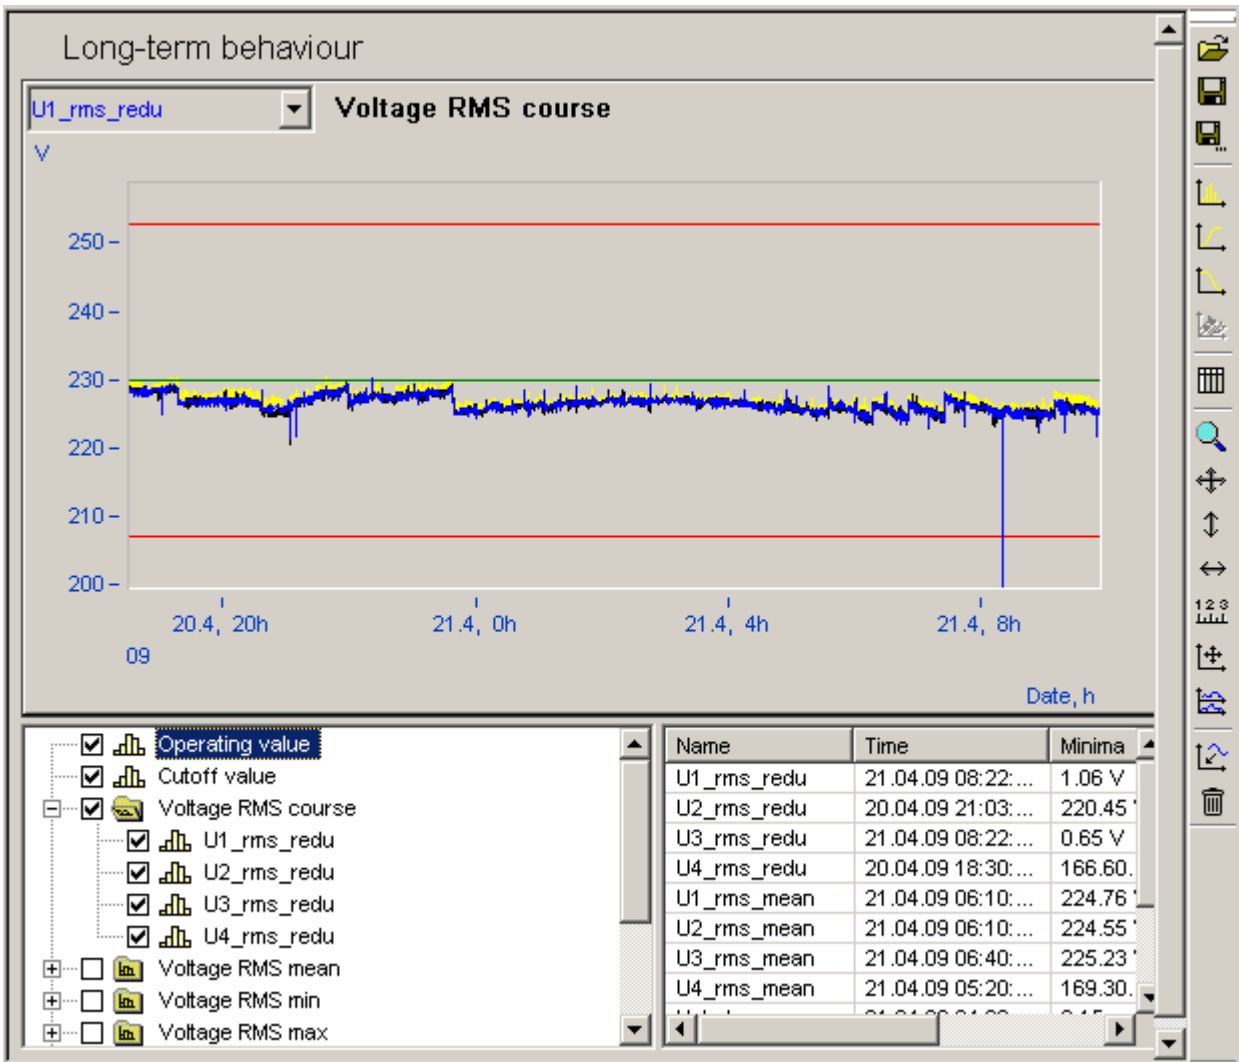 Long-term behaviour
U1_rms_redu Voltage RMS course
V
250
240
230
220
210
200
20.4, 20h 21.4, 0h 21.4, 4h 21.4, 8h
09
Date, h
1 2 3
Operating value
Cutoff value
Voltage RMS course
U1_rms_redu
U2_rms_redu
U3_rms_redu
U4_rms_redu
Voltage RMS mean
Voltage RMS min
Voltage RMS max
Name Time Minima
U1_rms_redu 21.04.09 08:22:... 1.06 V
U2_rms_redu 20.04.09 21:03:... 220.45
U3_rms_redu 21.04.09 08:22:... 0.65 V
U4_rms_redu 20.04.09 18:30:... 166.60.
U1_rms_mean 21.04.09 06:10:... 224.76
U2_rms_mean 21.04.09 06:10:... 224.55
U3_rms_mean 21.04.09 06:40:... 225.23
U4_rms_mean 21.04.09 05:20:... 169.30.